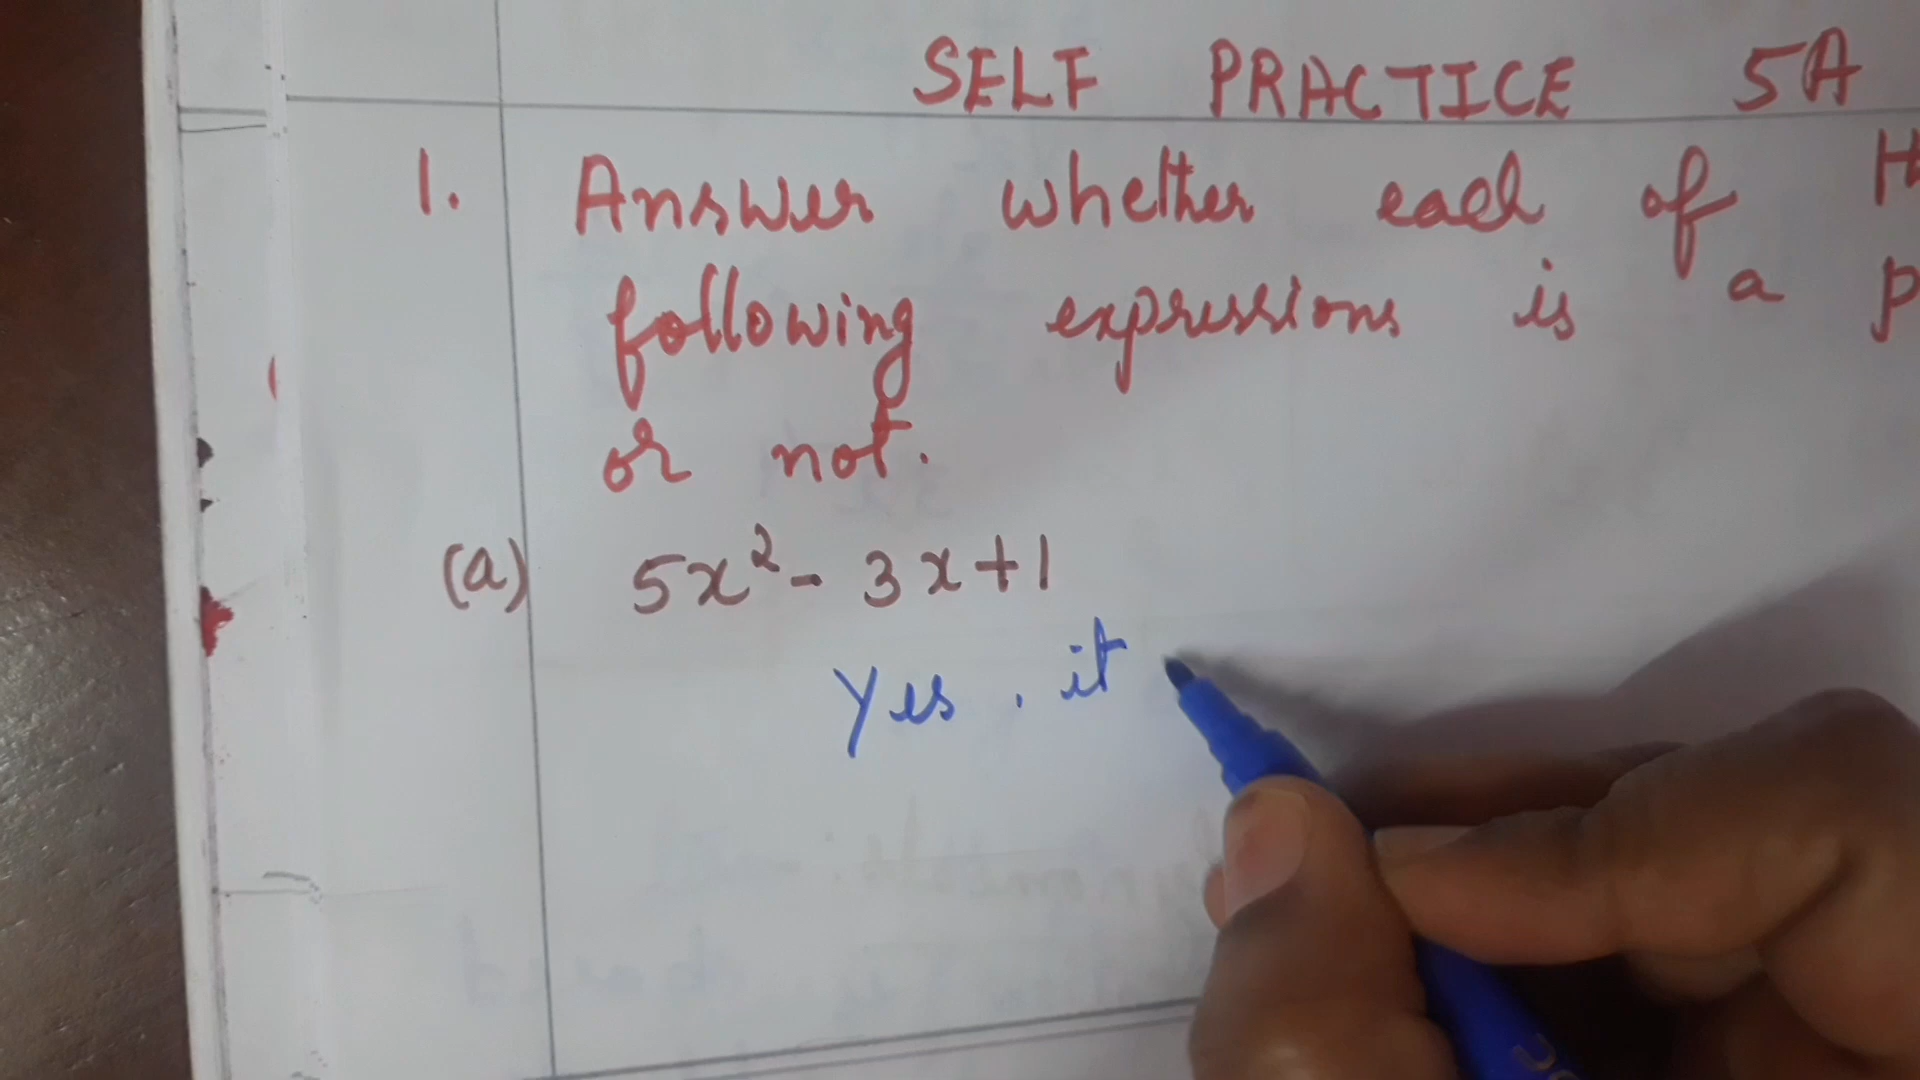 SELF PRACTICE 5A
1. Answer whether each of
following expressions is a
or not.
(a) 5x² - 3x + 1
Yes, it